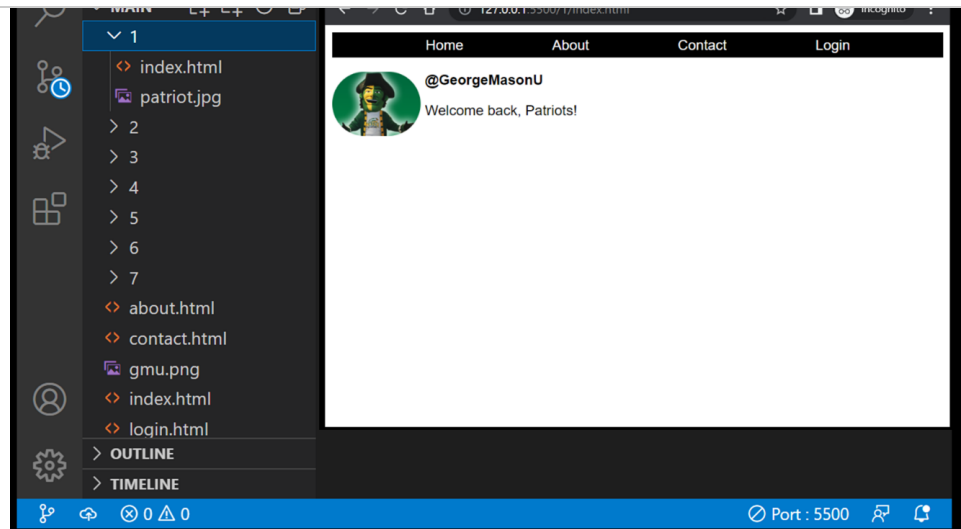 MAIN
1
index.html
patriot.jpg
2
3
4
5
6
7
about.html
contact.html
gmu.png
index.html
login.html
OUTLINE
TIMELINE
0 0
Port : 5500
127.0.0.1:5500/1/index.html
Incognito
Home About Contact Login
@GeorgeMasonU
Welcome back, Patriots!